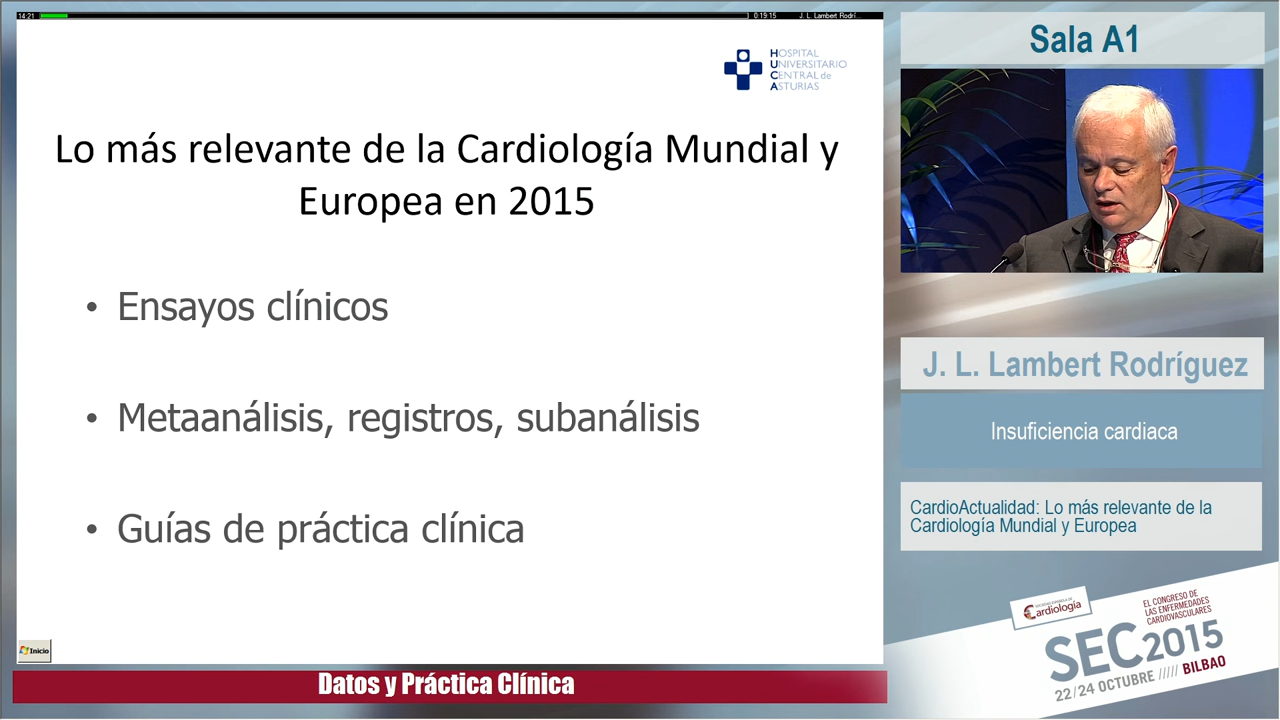 14:21
0:19:15
J. L. Lambert Rodrí...
HOSPITAL
UNIVERSITARIO
CENTRAL de
ASTURIAS
Lo más relevante de la Cardiología Mundial y
Europea en 2015
• Ensayos clínicos
• Metaanálisis, registros, subanálisis
• Guías de práctica clínica
Inicio
Datos y Práctica Clínica
Sala A1
J. L. Lambert Rodríguez
Insuficiencia cardiaca
CardioActualidad: Lo más relevante de la
Cardiología Mundial y Europea
SOCIEDAD ESPAÑOLA DE
Cardiología
EL CONGRESO DE
LAS ENFERMEDADES
CARDIOVASCULARES
SEC2015
22/24 OCTUBRE ///// BILBAO